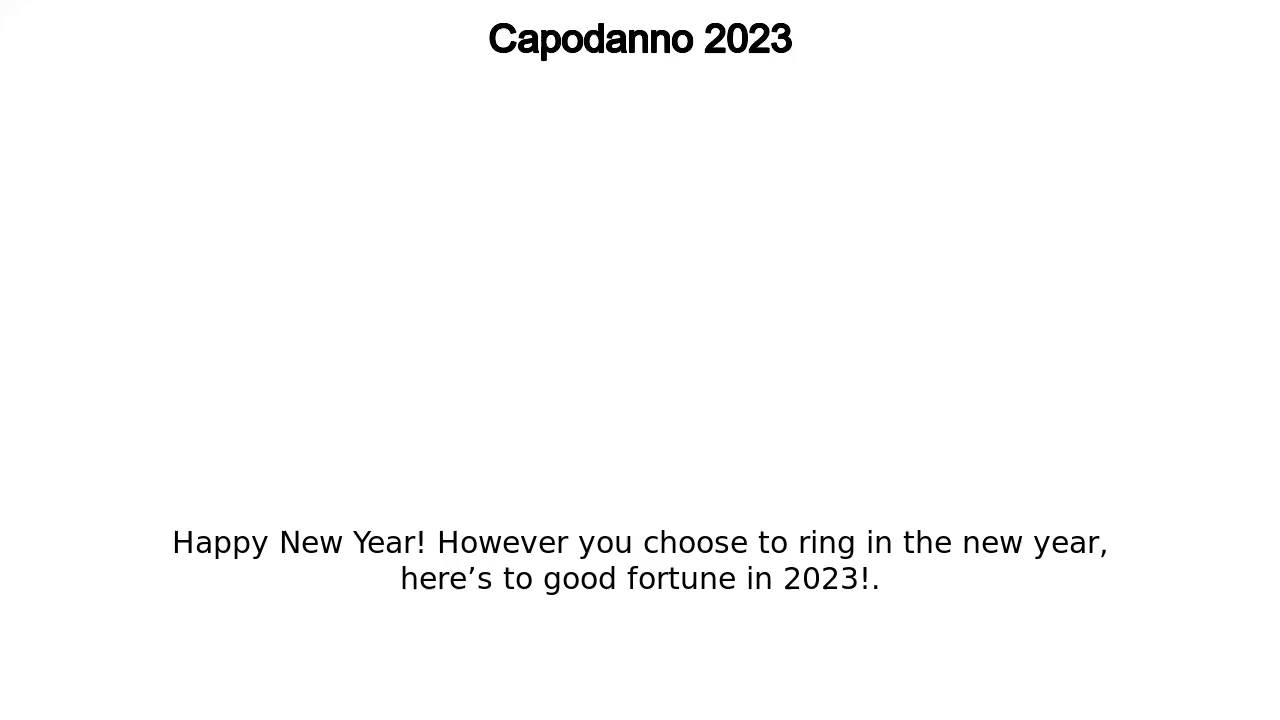 Capodanno 2023
Happy New Year! However you choose to ring in the new year,
here’s to good fortune in 2023!.